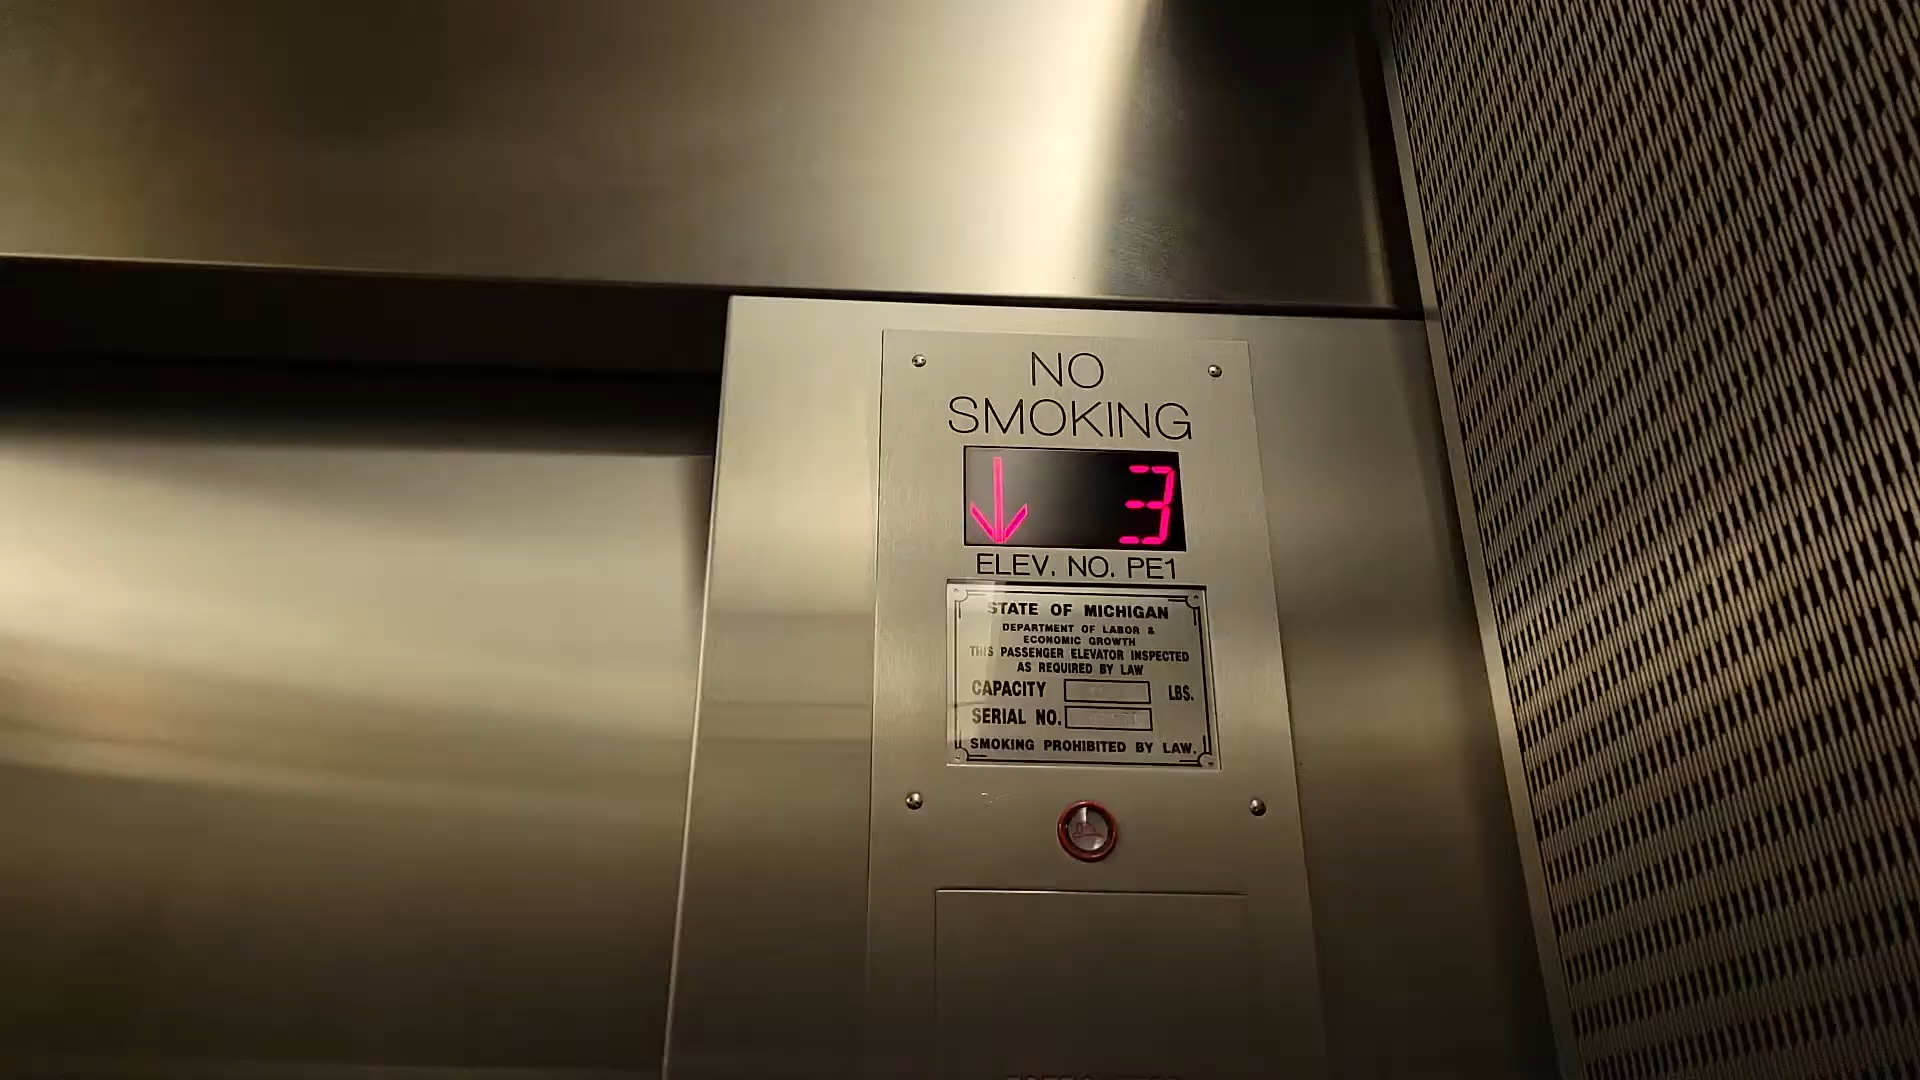 NO
SMOKING
3
ELEV. NO. PE1
STATE OF MICHIGAN
DEPARTMENT OF LABOR &
ECONOMIC GROWTH
THIS PASSENGER ELEVATOR INSPECTED
AS REQUIRED BY LAW
CAPACITY LBS.
SERIAL NO.
SMOKING PROHIBITED BY LAW.